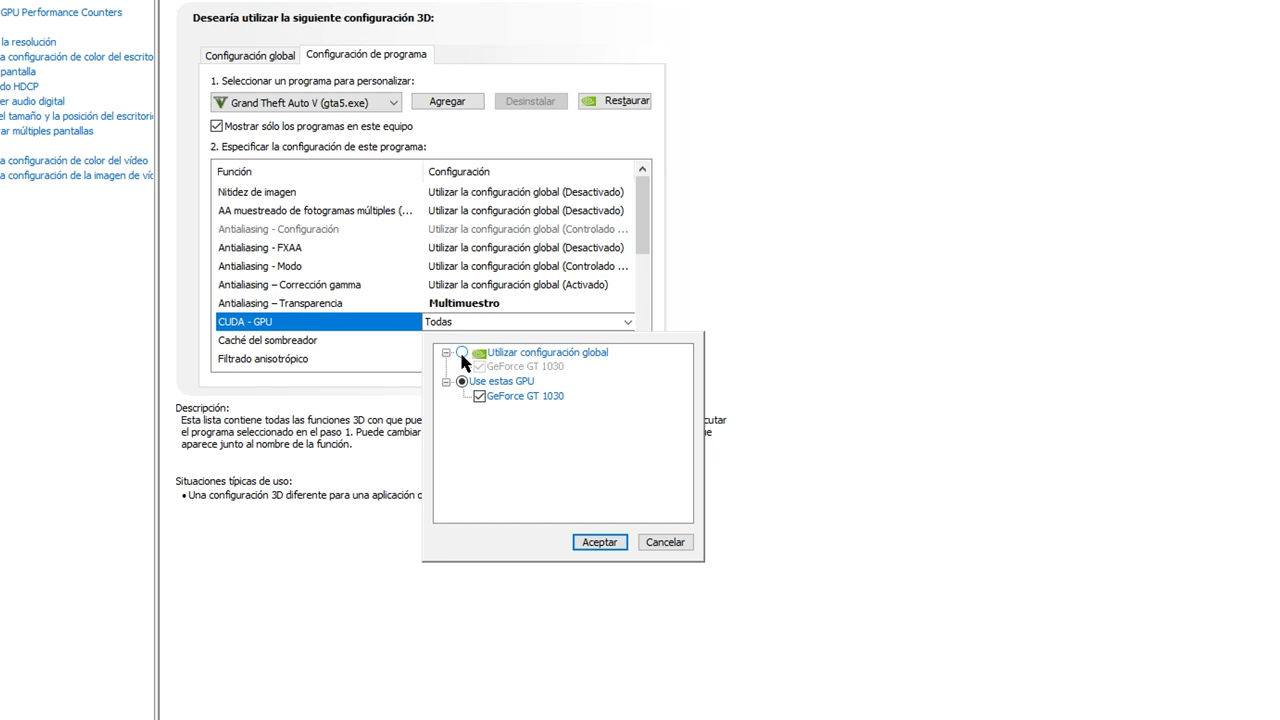 GPU Performance Counters
la resolución
a configuración de color del escrito
pantalla
do HDCP
er audio digital
el tamaño y la posición del escritorio
ar múltiples pantallas
a configuración de color del vídeo
a configuración de la imagen de víd
Desearía utilizar la siguiente configuración 3D:
Configuración global
Configuración de programa
1. Seleccionar un programa para personalizar:
Grand Theft Auto V (gta5.exe)
Agregar
Desinstalar
Restaurar
Mostrar sólo los programas en este equipo
2. Especificar la configuración de este programa:
Función Configuración
Nitidez de imagen Utilizar la configuración global (Desactivado)
AA muestreado de fotogramas múltiples (... Utilizar la configuración global (Desactivado)
Antialiasing - Configuración Utilizar la configuración global (Controlado ...
Antialiasing - FXAA Utilizar la configuración global (Desactivado)
Antialiasing - Modo Utilizar la configuración global (Controlado ...
Antialiasing – Corrección gamma Utilizar la configuración global (Activado)
Antialiasing – Transparencia Multimuestro
CUDA - GPU Todas
Caché del sombreador
Filtrado anisotrópico
Utilizar configuración global
GeForce GT 1030
Use estas GPU
GeForce GT 1030
Aceptar
Cancelar
Descripción:
Esta lista contiene todas las funciones 3D con que pue cutar
el programa seleccionado en el paso 1. Puede cambiar ue
aparece junto al nombre de la función.
Situaciones típicas de uso:
• Una configuración 3D diferente para una aplicación c